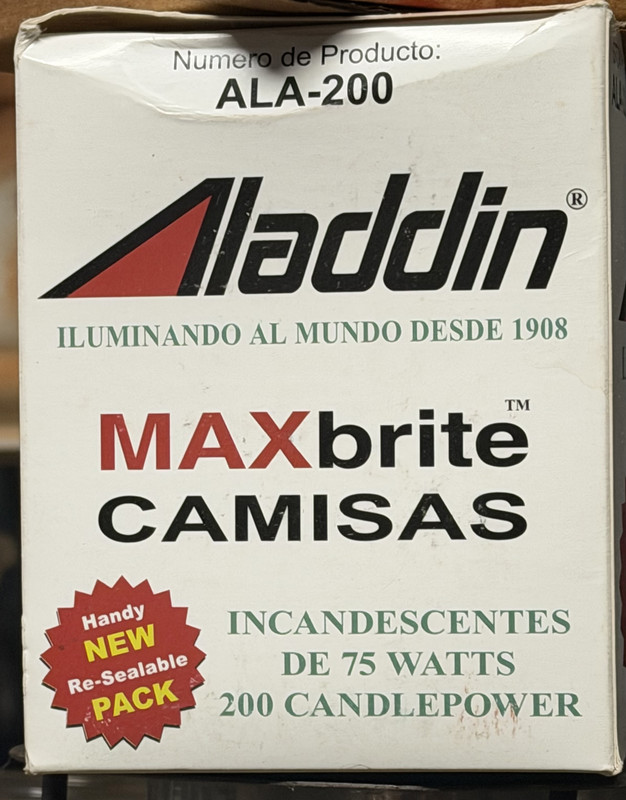 Numero de Producto:
ALA-200
Aladdin®
ILUMINANDO AL MUNDO DESDE 1908
MAXbrite™
CAMISAS
Handy
NEW
Re-Sealable
PACK
INCANDESCENTES
DE 75 WATTS
200 CANDLEPOWER